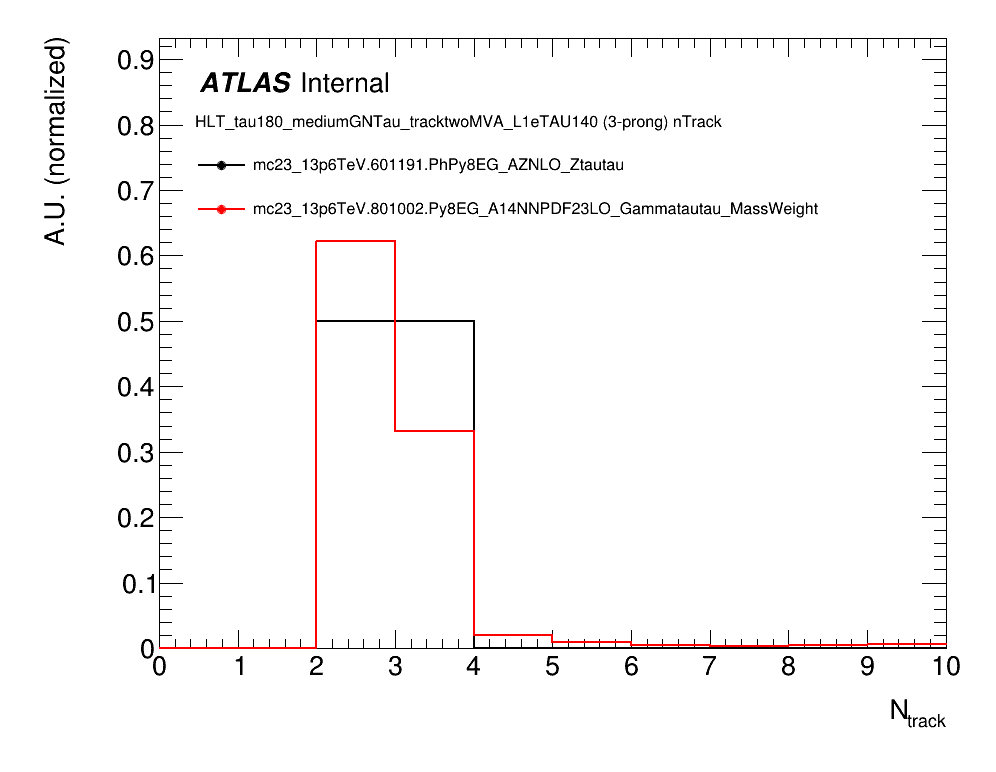 A.U. (normalized)
ATLAS Internal
HLT_tau180_mediumGNTau_tracktwoMVA_L1eTAU140 (3-prong) nTrack
mc23_13p6TeV.601191.PhPy8EG_AZNLO_Ztautau
mc23_13p6TeV.801002.Py8EG_A14NNPDF23LO_Gammatautau_MassWeight
0.9
0.8
0.7
0.6
0.5
0.4
0.3
0.2
0.1
0
0 1 2 3 4 5 6 7 8 9 10
N_track